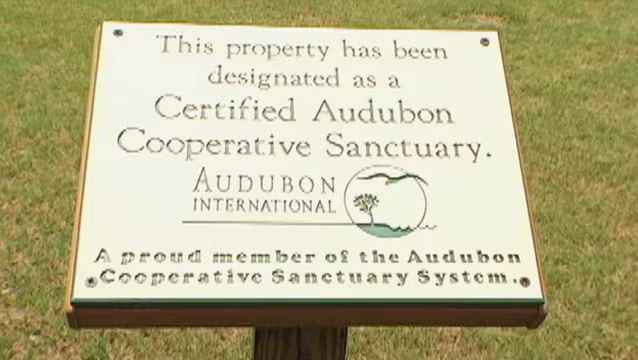 This property has been
designated as a
Certified Audubon
Cooperative Sanctuary.
AUDUBON
INTERNATIONAL
A proud member of the Audubon
Cooperative Sanctuary System.